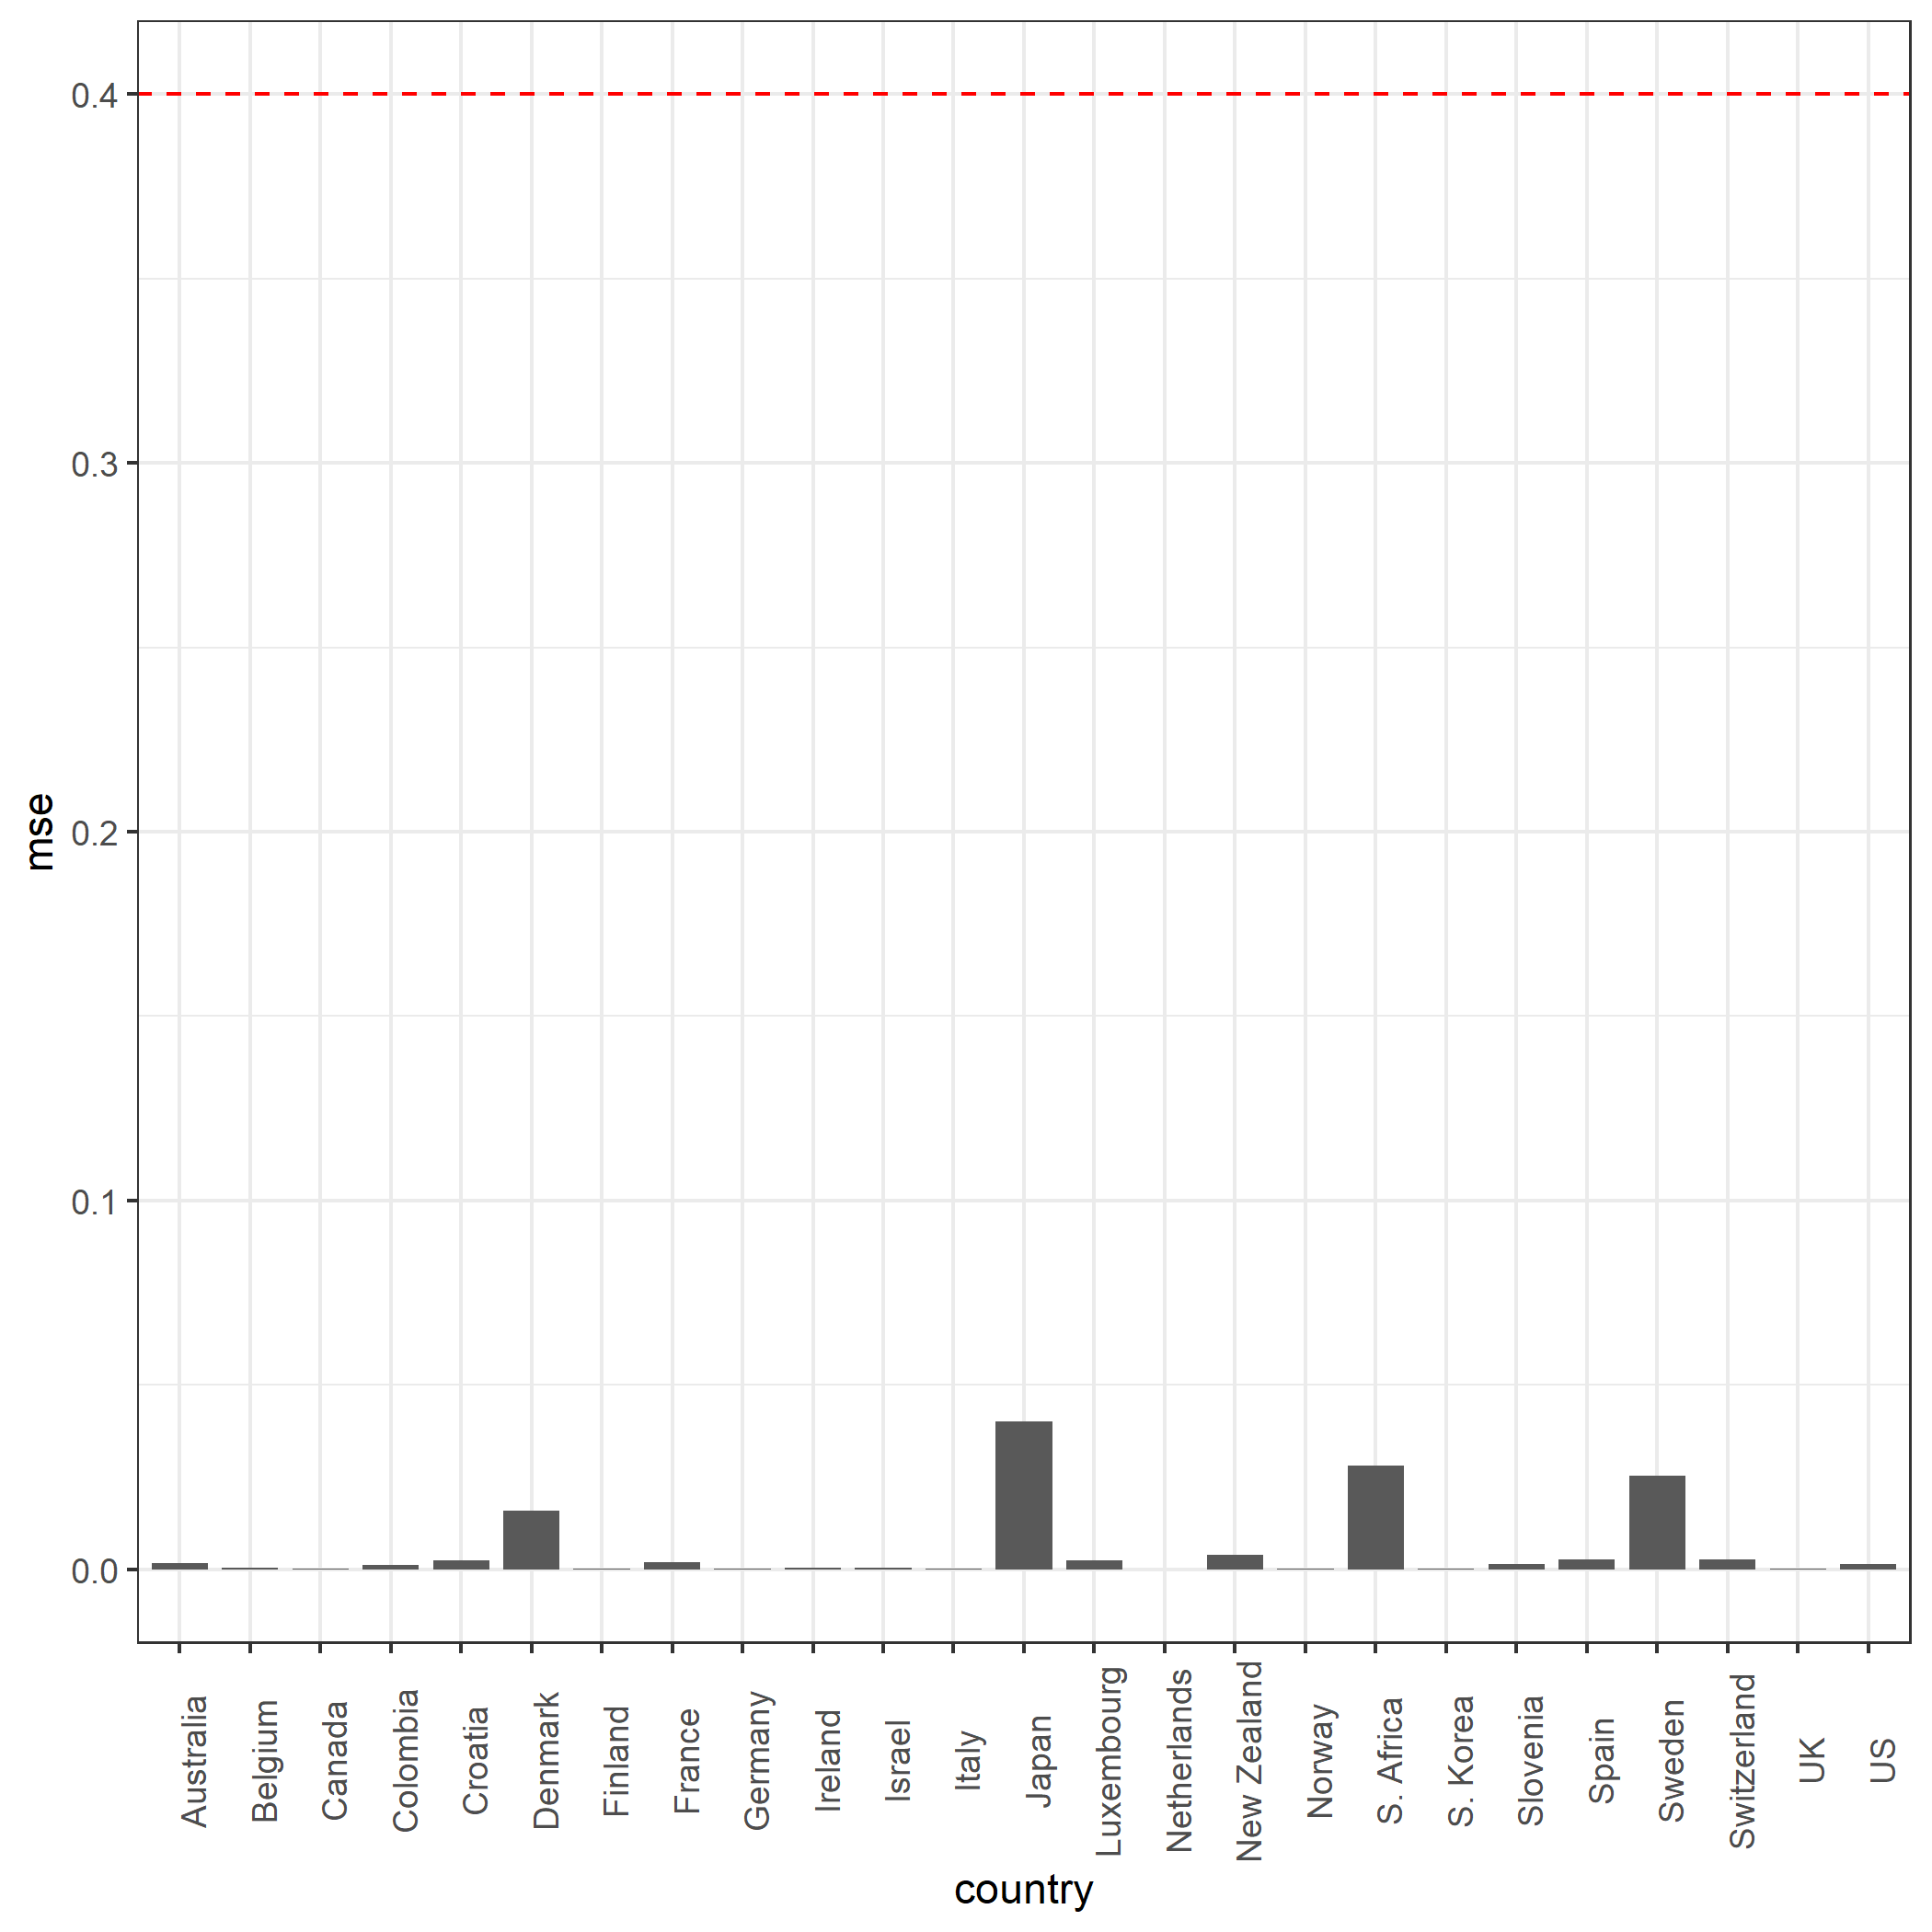 mse
0.4
0.3
0.2
0.1
0.0
Australia
Belgium
Canada
Colombia
Croatia
Denmark
Finland
France
Germany
Ireland
Israel
Italy
Japan
Luxembourg
Netherlands
New Zealand
Norway
S. Africa
S. Korea
Slovenia
Spain
Sweden
Switzerland
UK
US
country